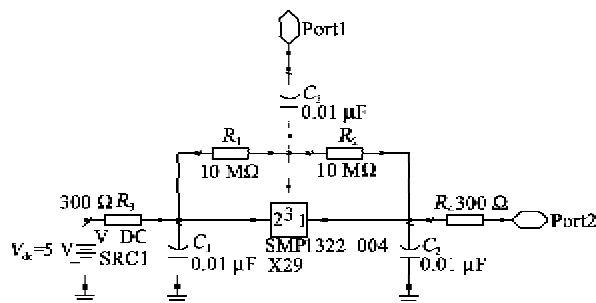 Port1
C3
0.01 μF
R1
10 MΩ
R2
10 MΩ
300 Ω R3
2 3 1
300 Ω
Port2
Vdc=5 V
V DC
SRC1
C1
0.01 μF
SMP1322 004
X29
C2
0.01 μF